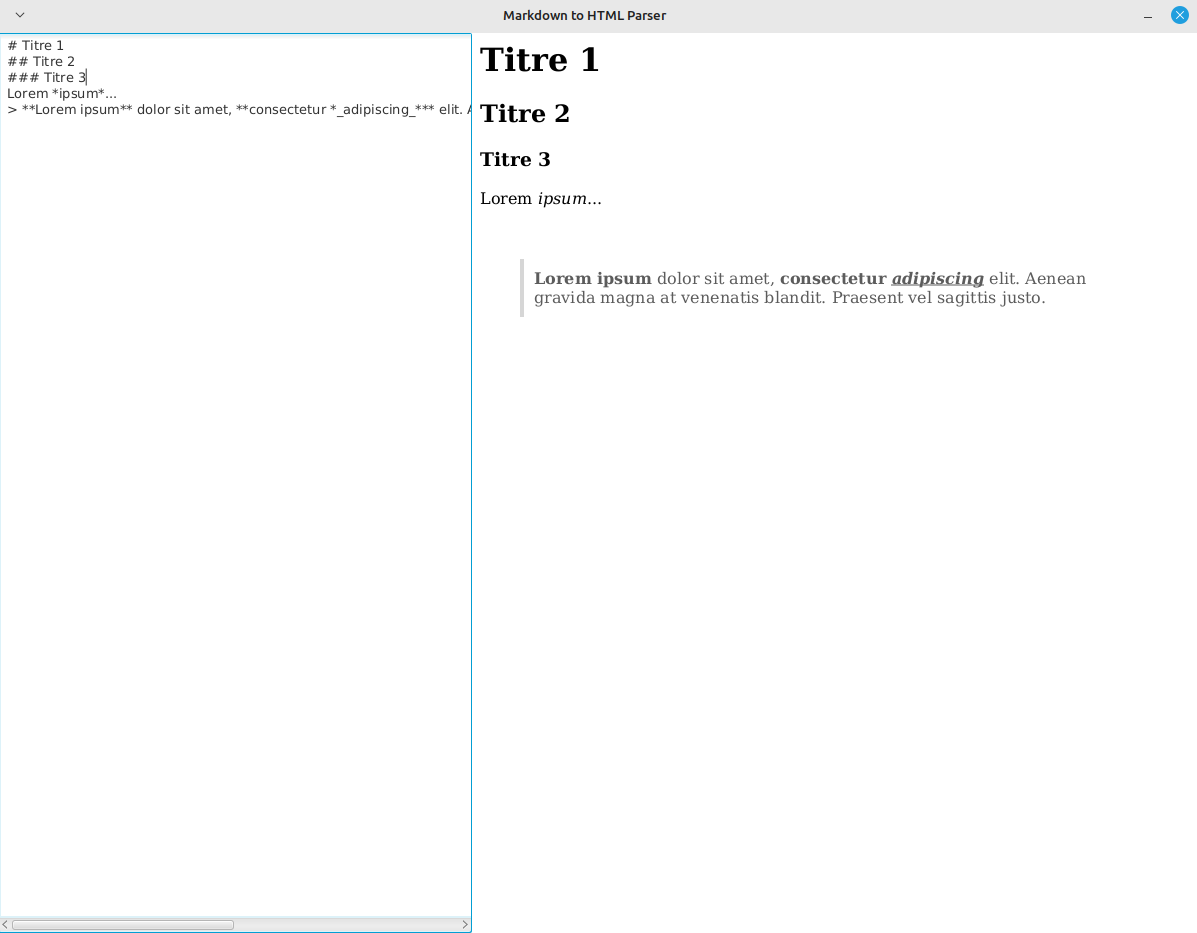 Markdown to HTML Parser
# Titre 1
## Titre 2
### Titre 3
Lorem *ipsum*...
> **Lorem ipsum** dolor sit amet, **consectetur *_adipiscing_*** elit. A
Titre 1
Titre 2
Titre 3
Lorem ipsum...
Lorem ipsum dolor sit amet, consectetur adipiscing elit. Aenean
gravida magna at venenatis blandit. Praesent vel sagittis justo.